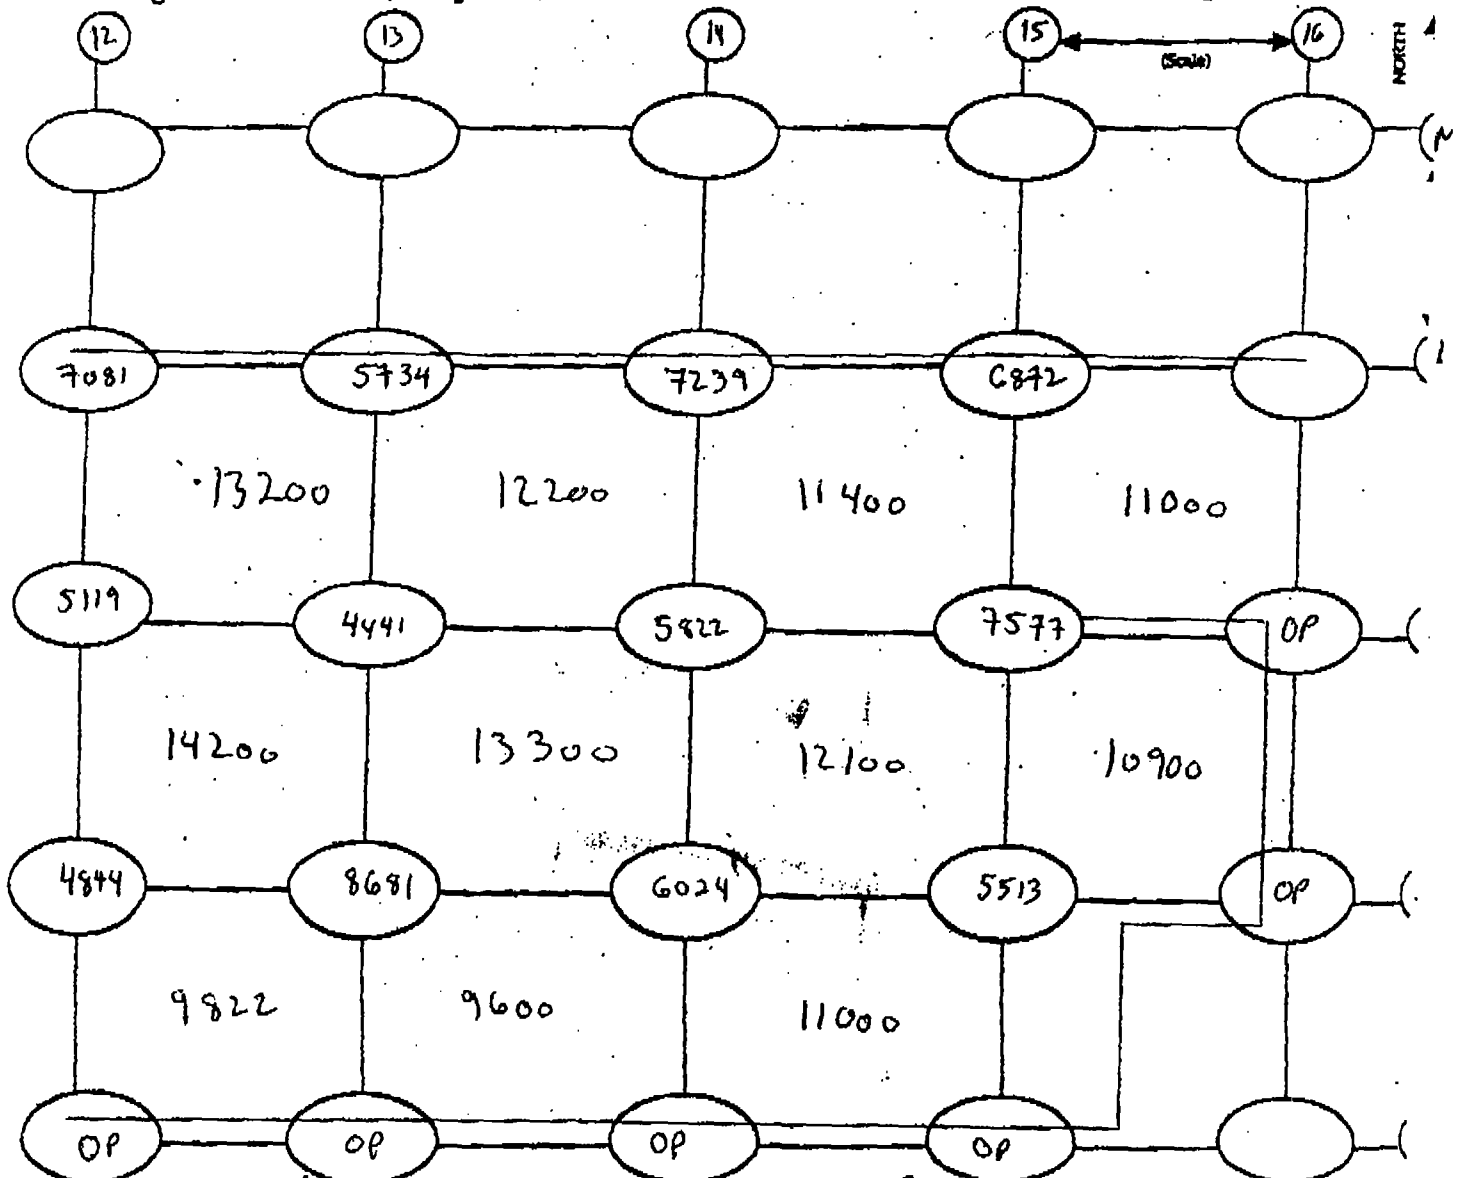 12 13 14 15 16
(Scale)
NORTH
7081 5734 7239 6872
13200 12200 11400 11000
5119 4441 5822 7577 OP
14200 13300 12100 10900
4844 8681 6024 5513 OP
9822 9600 11000
OP OP OP OP